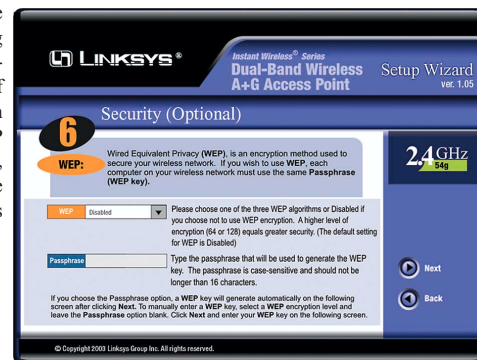 LINKSYS®
Instant Wireless® Series
Dual-Band Wireless
A+G Access Point
Setup Wizard
ver. 1.05
Security (Optional)
6
WEP:
Wired Equivalent Privacy (WEP), is an encryption method used to
secure your wireless network. If you wish to use WEP, each
computer on your wireless network must use the same Passphrase
(WEP key).
2.4 GHz
54g
WEP Disabled
Please choose one of the three WEP algorithms or Disabled if
you choose not to use WEP encryption. A higher level of
encryption (64 or 128) equals greater security. (The default setting
for WEP is Disabled)
Passphrase
Type the passphrase that will be used to generate the WEP
key. The passphrase is case-sensitive and should not be
longer than 16 characters.
If you choose the Passphrase option, a WEP key will generate automatically on the following
screen after clicking Next. To manually enter a WEP key, select a WEP encryption level and
leave the Passphrase option blank. Click Next and enter your WEP key on the following screen.
Next
Back
© Copyright 2003 Linksys Group Inc. All rights reserved.